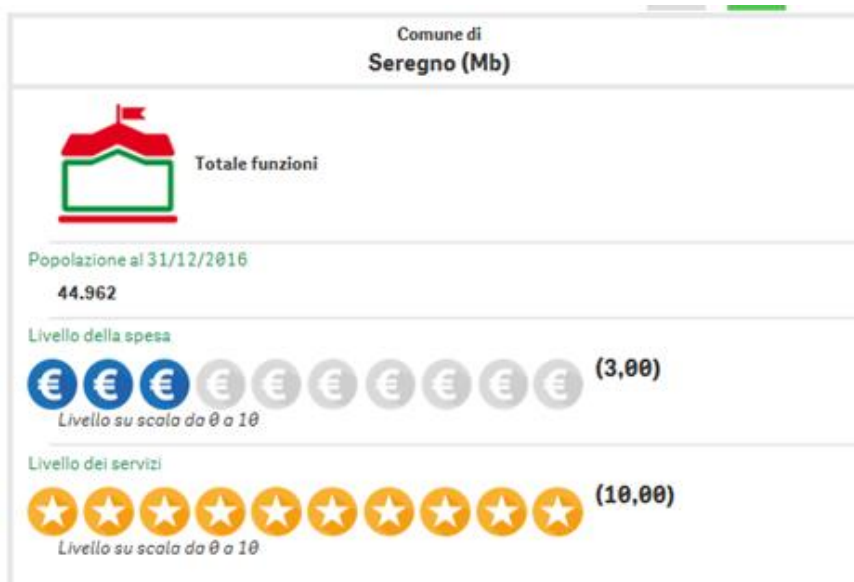 Comune di
Seregno (Mb)
Totale funzioni
Popolazione al 31/12/2016
44.962
Livello della spesa
€ € € € € € € € € € (3,00)
Livello su scala da 0 a 10
Livello dei servizi
(10,00)
Livello su scala da 0 a 10